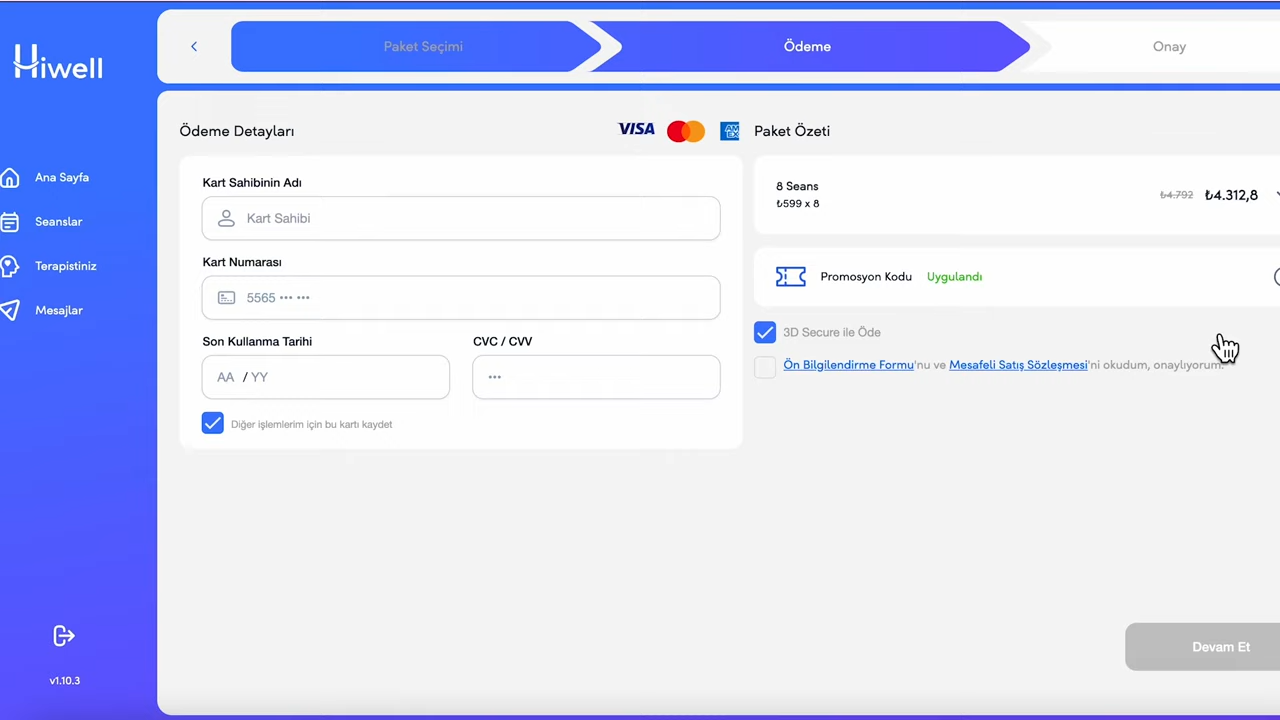 Hiwell
Paket Seçimi
Ödeme
Onay
Ana Sayfa
Seanslar
Terapistiniz
Mesajlar
v1.10.3
Ödeme Detayları
VISA
AM
EX
Kart Sahibinin Adı
Kart Sahibi
Kart Numarası
5565 ••• •••
Son Kullanma Tarihi
CVC / CVV
AA / YY
•••
Diğer işlemlerim için bu kartı kaydet
Paket Özeti
8 Seans
₺599 x 8
₺4.792 ₺4.312,8
Promosyon Kodu Uygulandı
3D Secure ile Öde
Ön Bilgilendirme Formu'nu ve Mesafeli Satış Sözleşmesi'ni okudum, onaylıyorum.
Devam Et